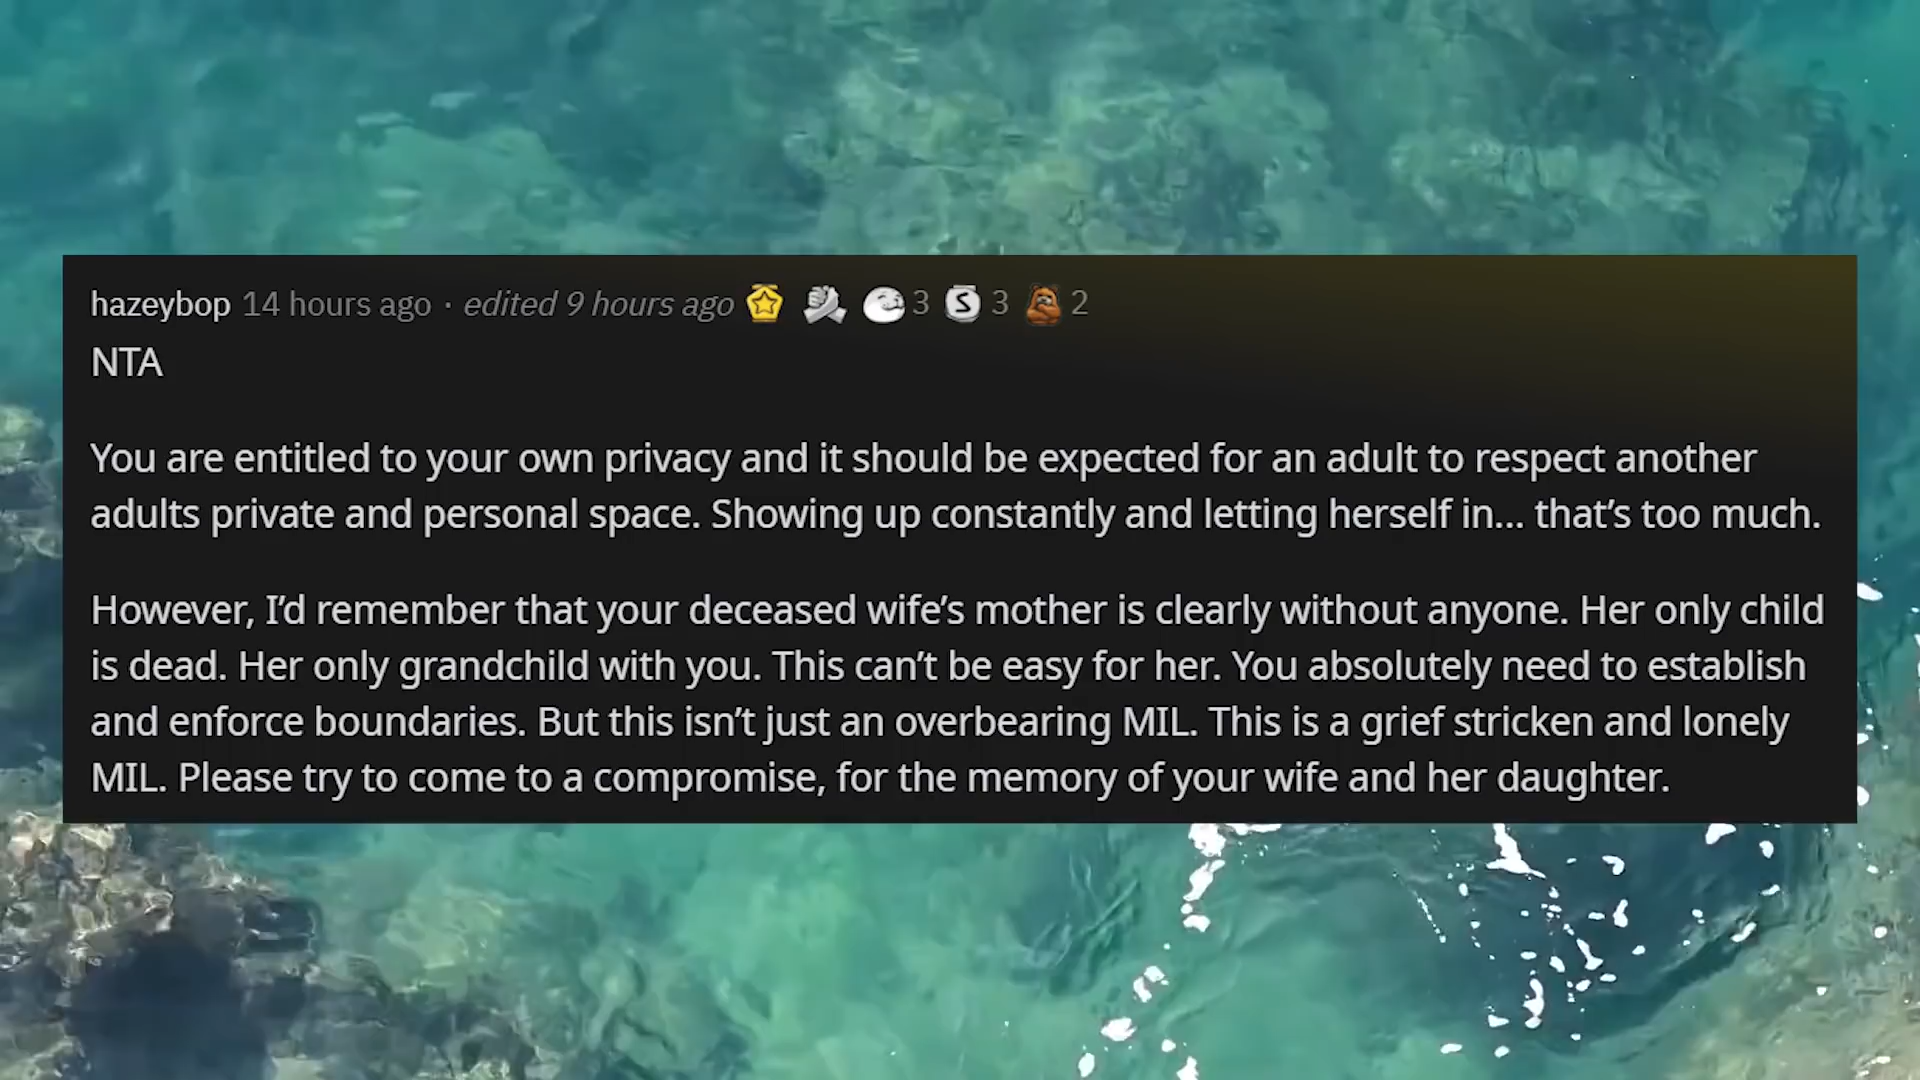 hazeybop 14 hours ago · edited 9 hours ago 3 S 3 2
NTA
You are entitled to your own privacy and it should be expected for an adult to respect another
adults private and personal space. Showing up constantly and letting herself in... that’s too much.
However, I’d remember that your deceased wife’s mother is clearly without anyone. Her only child
is dead. Her only grandchild with you. This can’t be easy for her. You absolutely need to establish
and enforce boundaries. But this isn’t just an overbearing MIL. This is a grief stricken and lonely
MIL. Please try to come to a compromise, for the memory of your wife and her daughter.